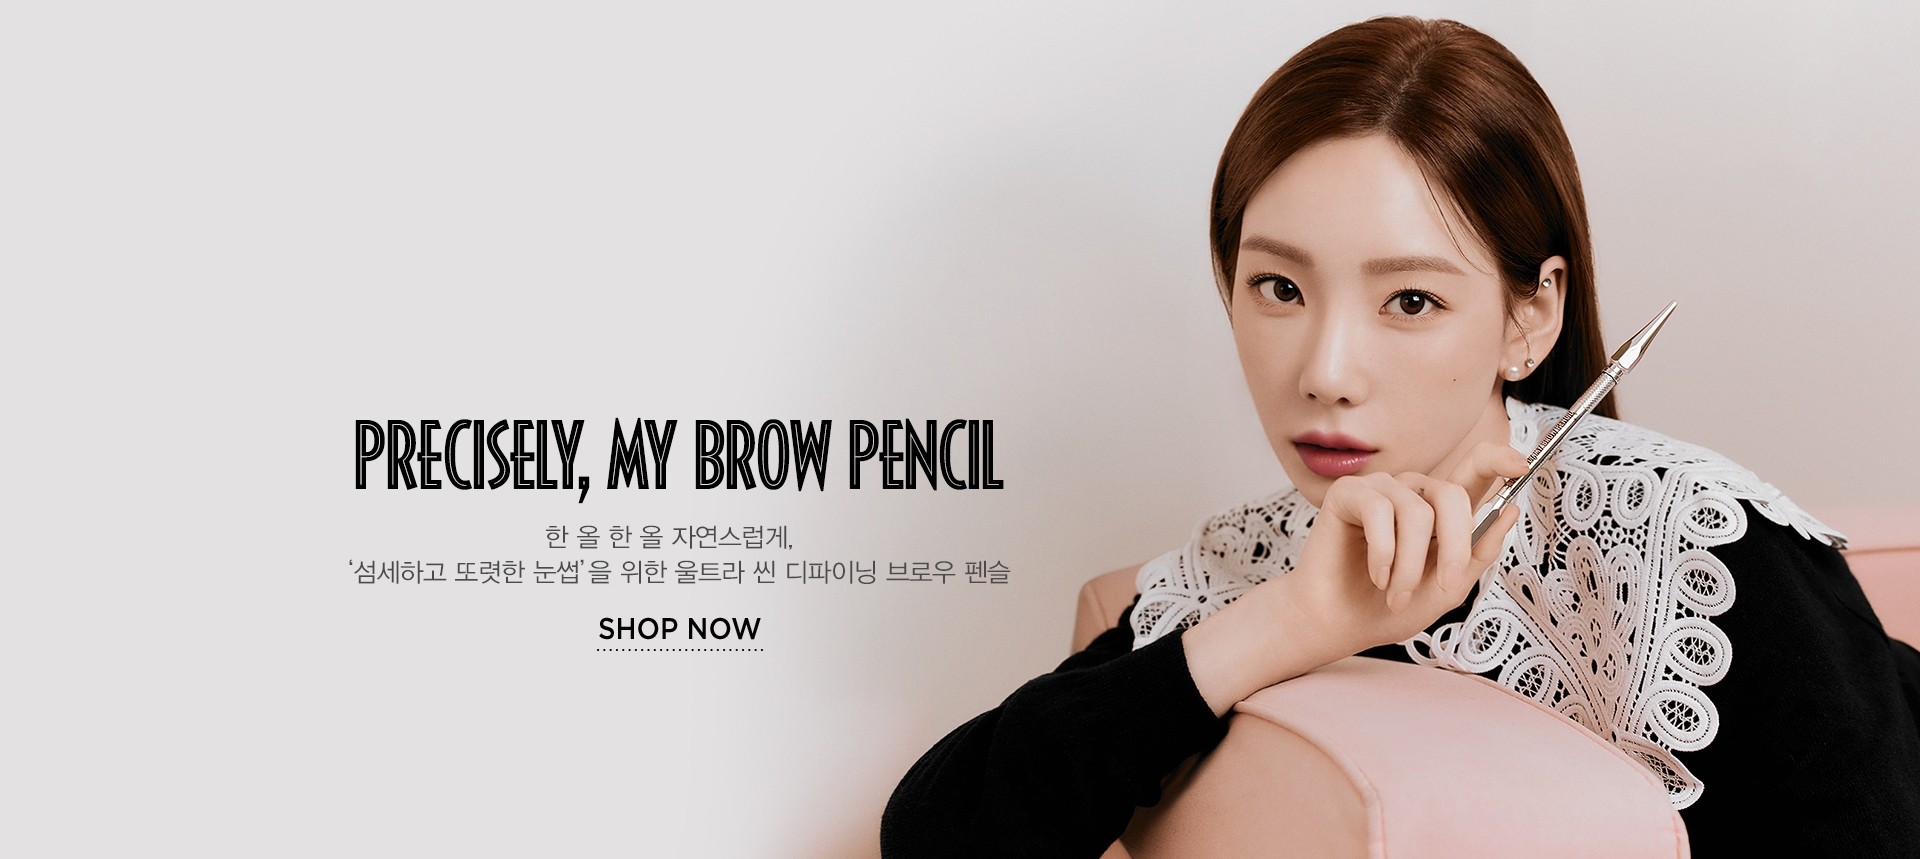 PRECISELY, MY BROW PENCIL
한 올 한 올 자연스럽게,
‘섬세하고 또렷한 눈썹’을 위한 울트라 씬 디파이닝 브로우 펜슬
SHOP NOW